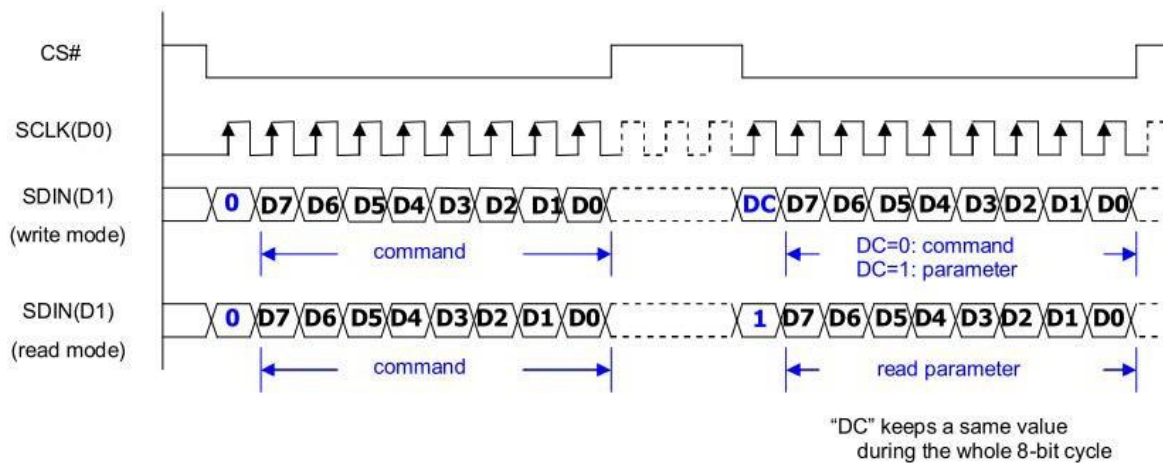 CS#
SCLK(D0)
SDIN(D1)
(write mode)
0 D7 D6 D5 D4 D3 D2 D1 D0
DC D7 D6 D5 D4 D3 D2 D1 D0
command
DC=0: command
DC=1: parameter
SDIN(D1)
(read mode)
0 D7 D6 D5 D4 D3 D2 D1 D0
1 D7 D6 D5 D4 D3 D2 D1 D0
command
read parameter
“DC” keeps a same value
during the whole 8-bit cycle